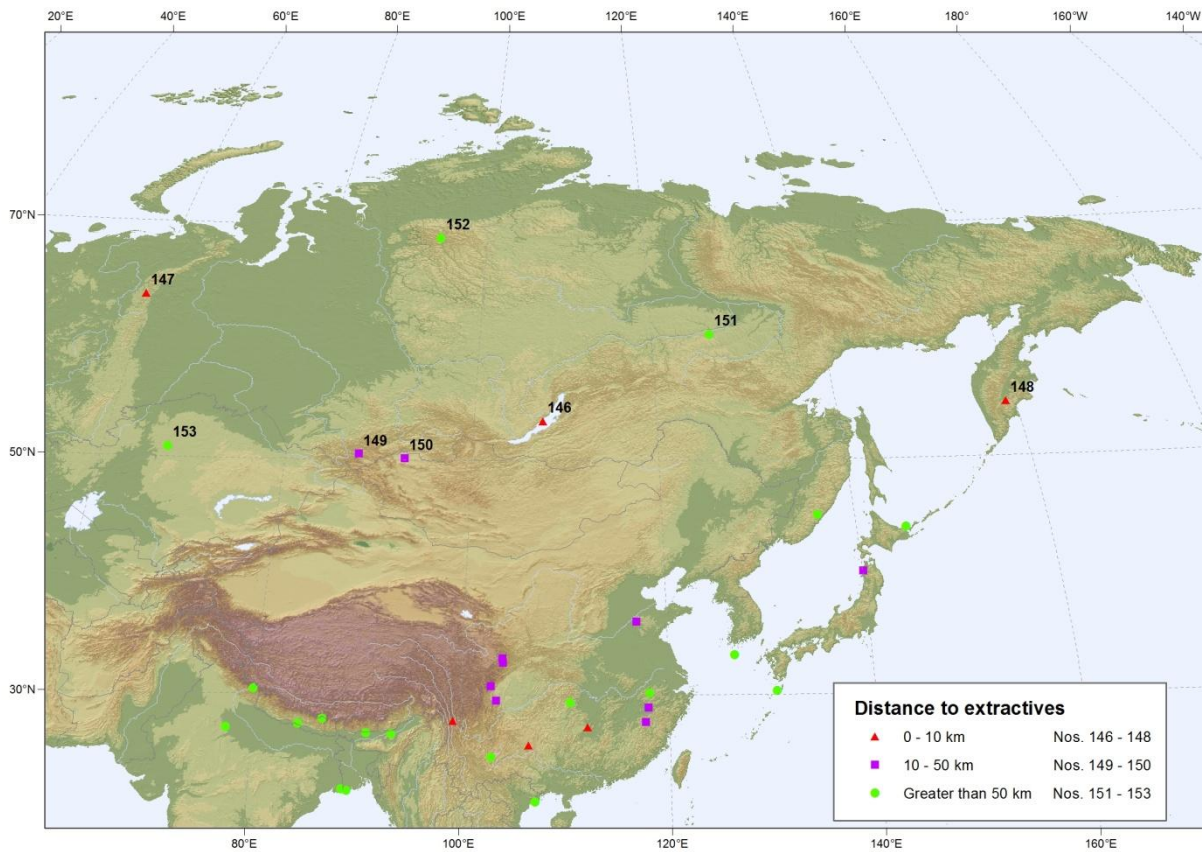 20°E 40°E 60°E 80°E 100°E 120°E 140°E 160°E 180° 160°W 140°W
70°N
50°N
30°N
152
147
151
148
146
153
149
150
Distance to extractives
0 - 10 km Nos. 146 - 148
10 - 50 km Nos. 149 - 150
Greater than 50 km Nos. 151 - 153
80°E 100°E 120°E 140°E 160°E